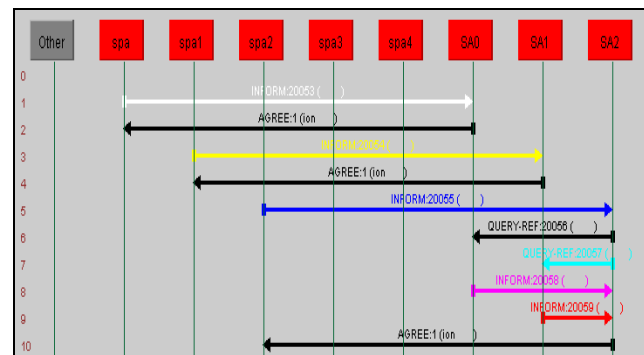 Other spa spa1 spa2 spa3 spa4 SA0 SA1 SA2
0
1 INFORM:20053 ( )
2 AGREE:1 (ion )
3 INFORM:20054 ( )
4 AGREE:1 (ion )
5 INFORM:20055 ( )
6 QUERY-REF:20056 ( )
7 QUERY-REF:20057 ( )
8 INFORM:20058 ( )
9 INFORM:20059 ( )
10 AGREE:1 (ion )